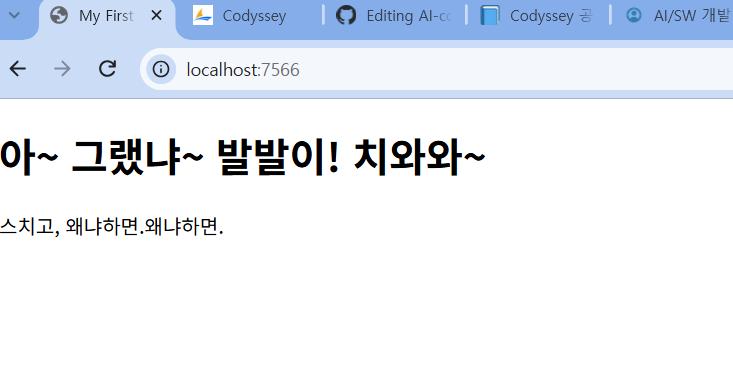 My First
Codyssey
Editing AI-co
Codyssey 공
AI/SW 개발
localhost:7566
아~ 그랬냐~ 발발이! 치와와~
스치고, 왜냐하면.왜냐하면.